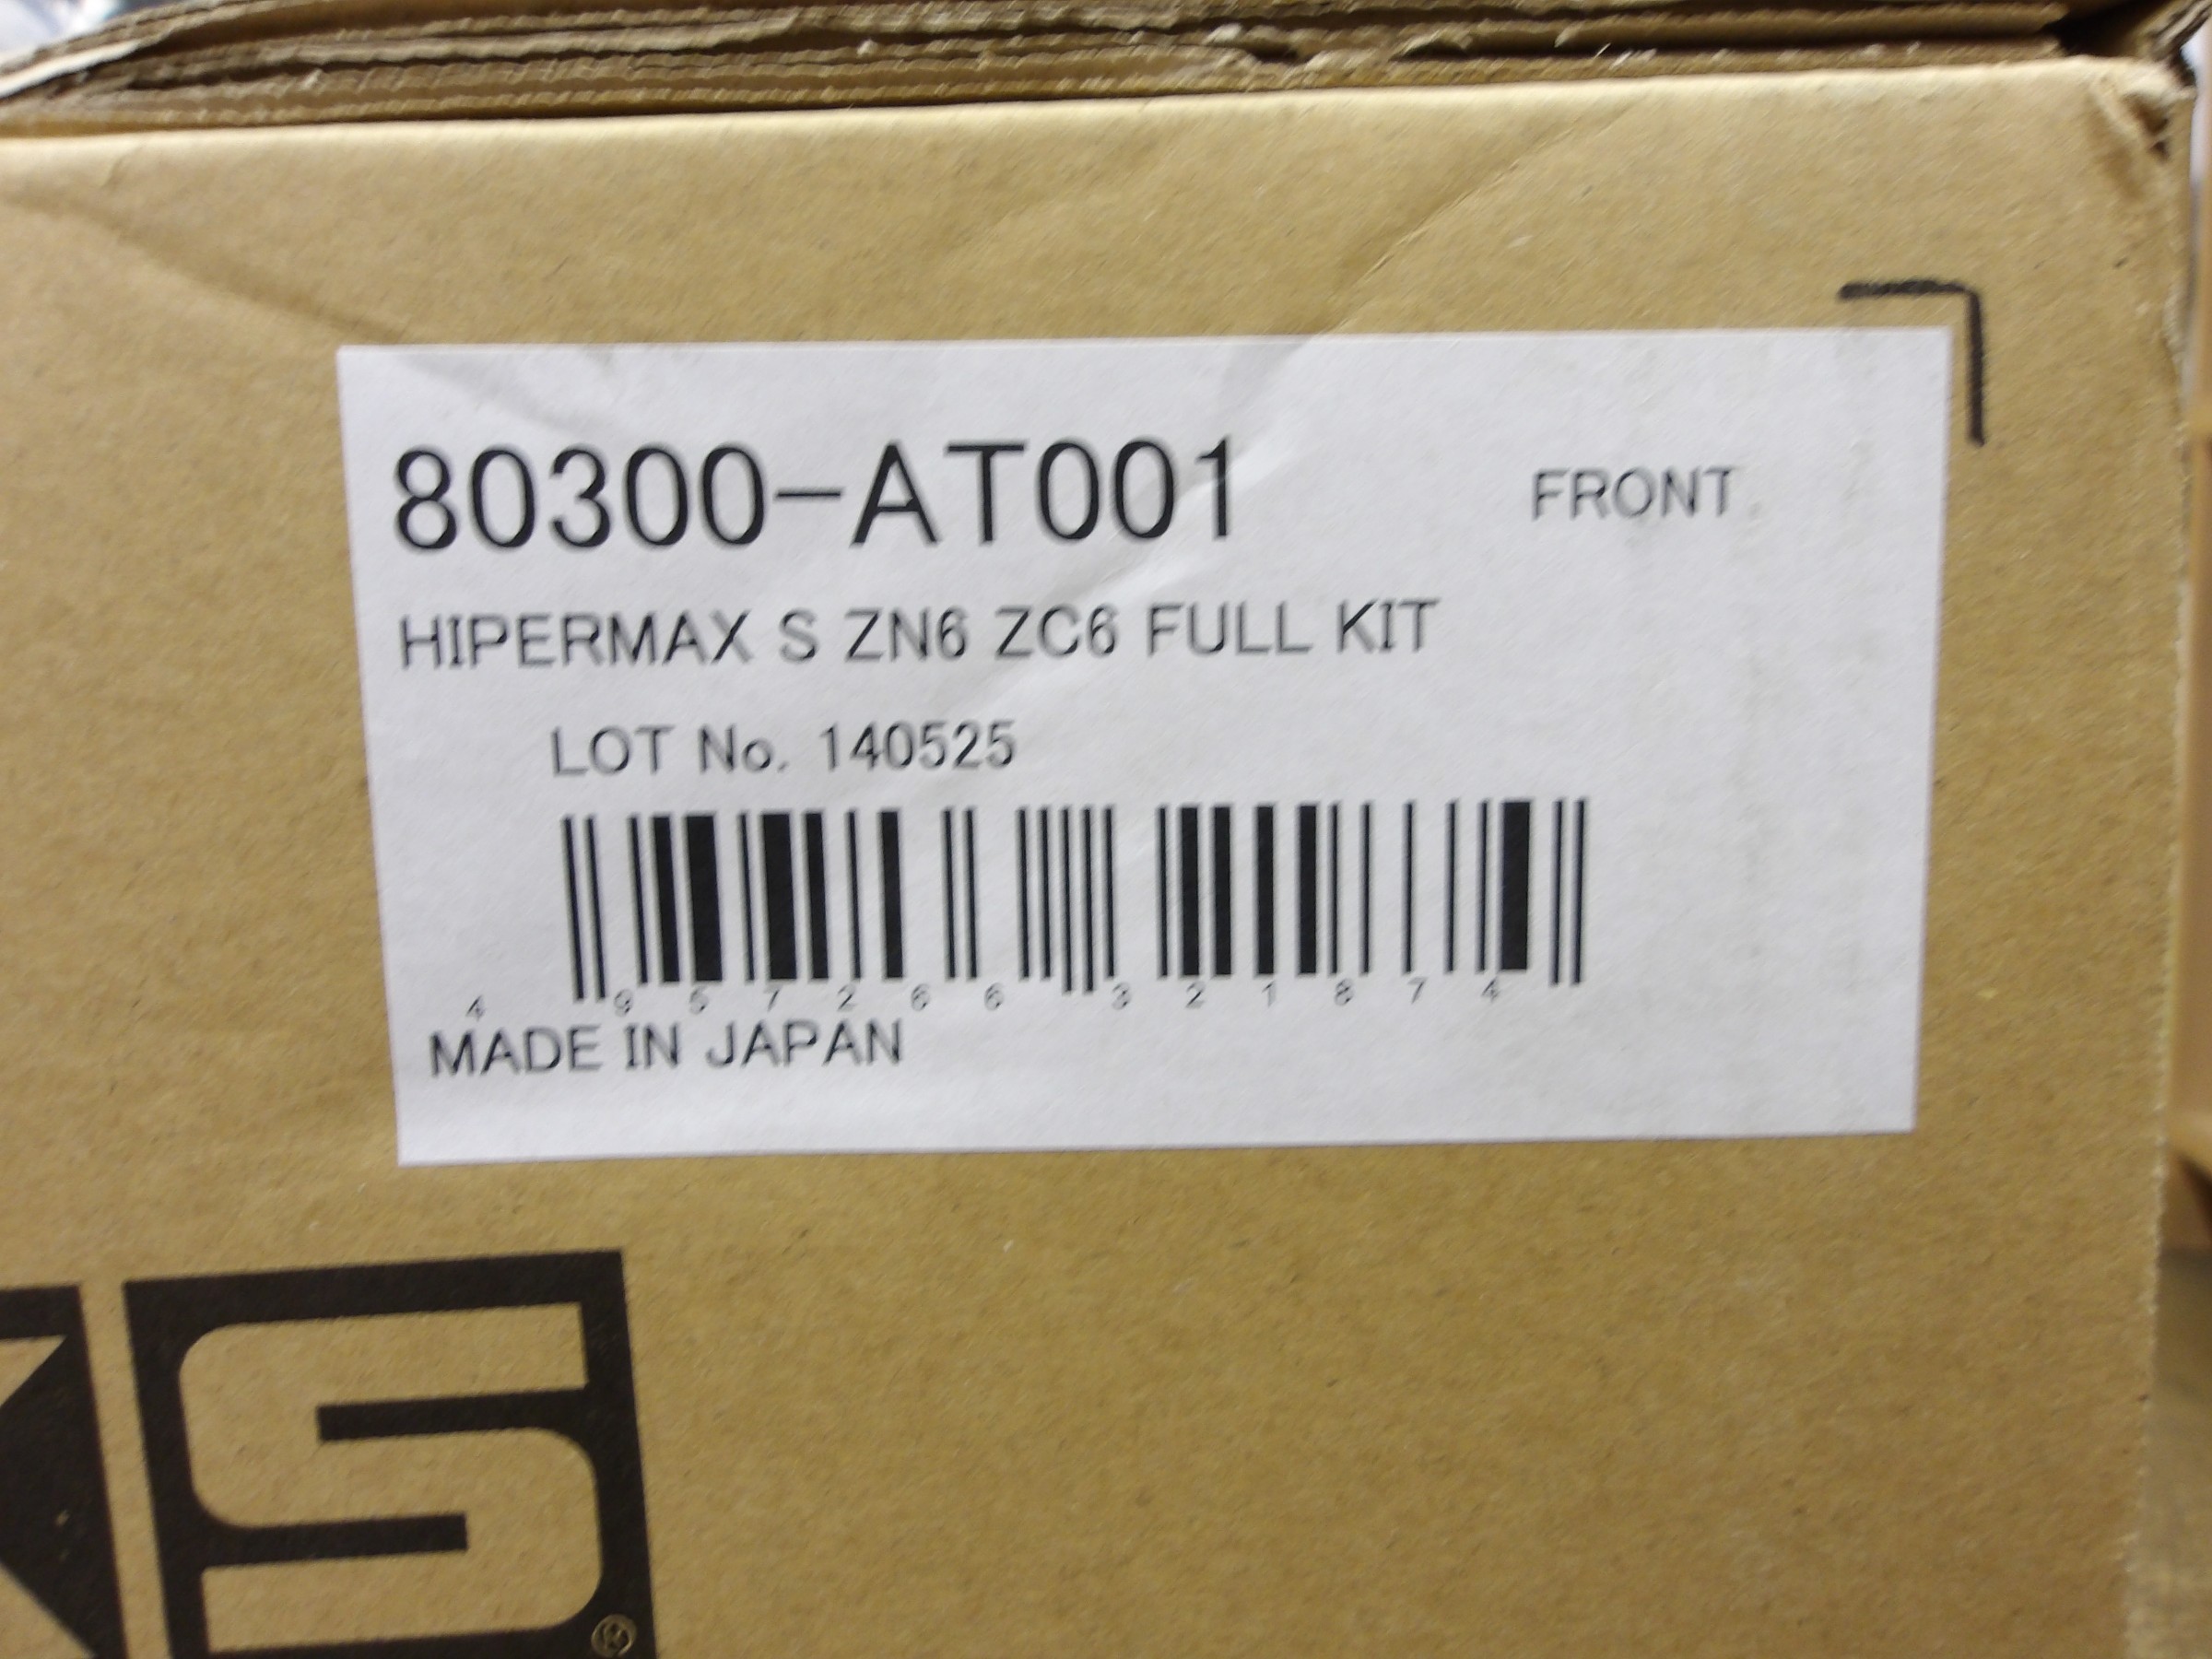 80300-AT001 FRONT
HIPERMAX S ZN6 ZC6 FULL KIT
LOT No. 140525
4 957266 321874
MADE IN JAPAN
S®